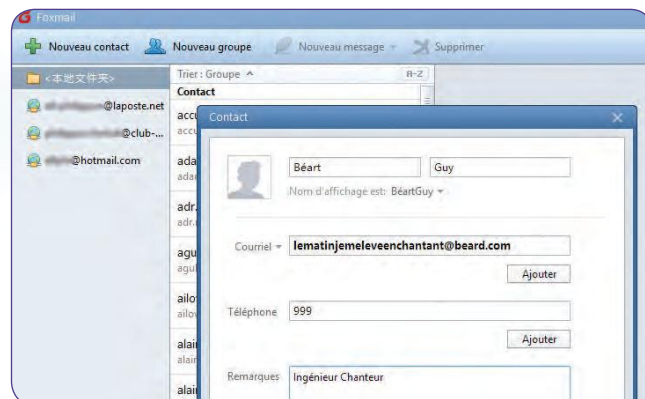 Foxmail
Nouveau contact Nouveau groupe Nouveau message Supprimer
<本地文件夹>
@laposte.net
@club-...
@hotmail.com
Trier : Groupe A-Z
Contact
accu
accu
ada
adar
adr.
adr.
agu
agul
ailo
ailov
alai
alair
alai
Contact
Béart Guy
Nom d'affichage est: BéartGuy
Courriel lematinjemeleveenchantant@beard.com
Ajouter
Téléphone 999
Ajouter
Remarques Ingénieur Chanteur